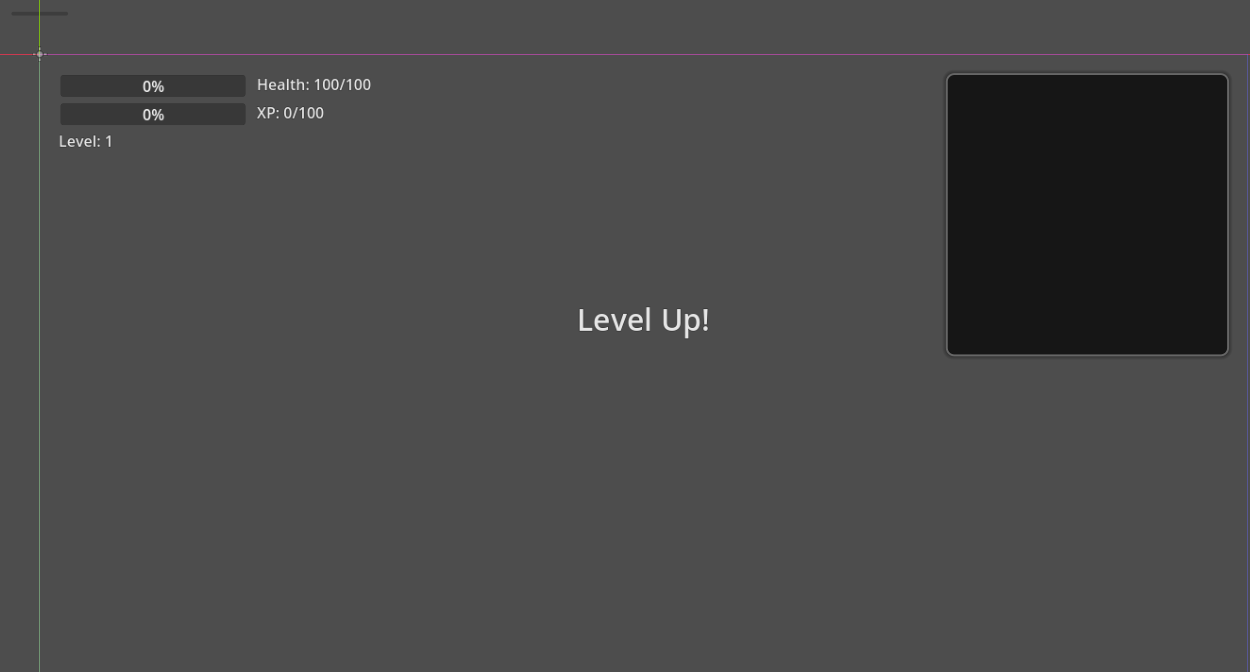 0% Health: 100/100
0% XP: 0/100
Level: 1
Level Up!